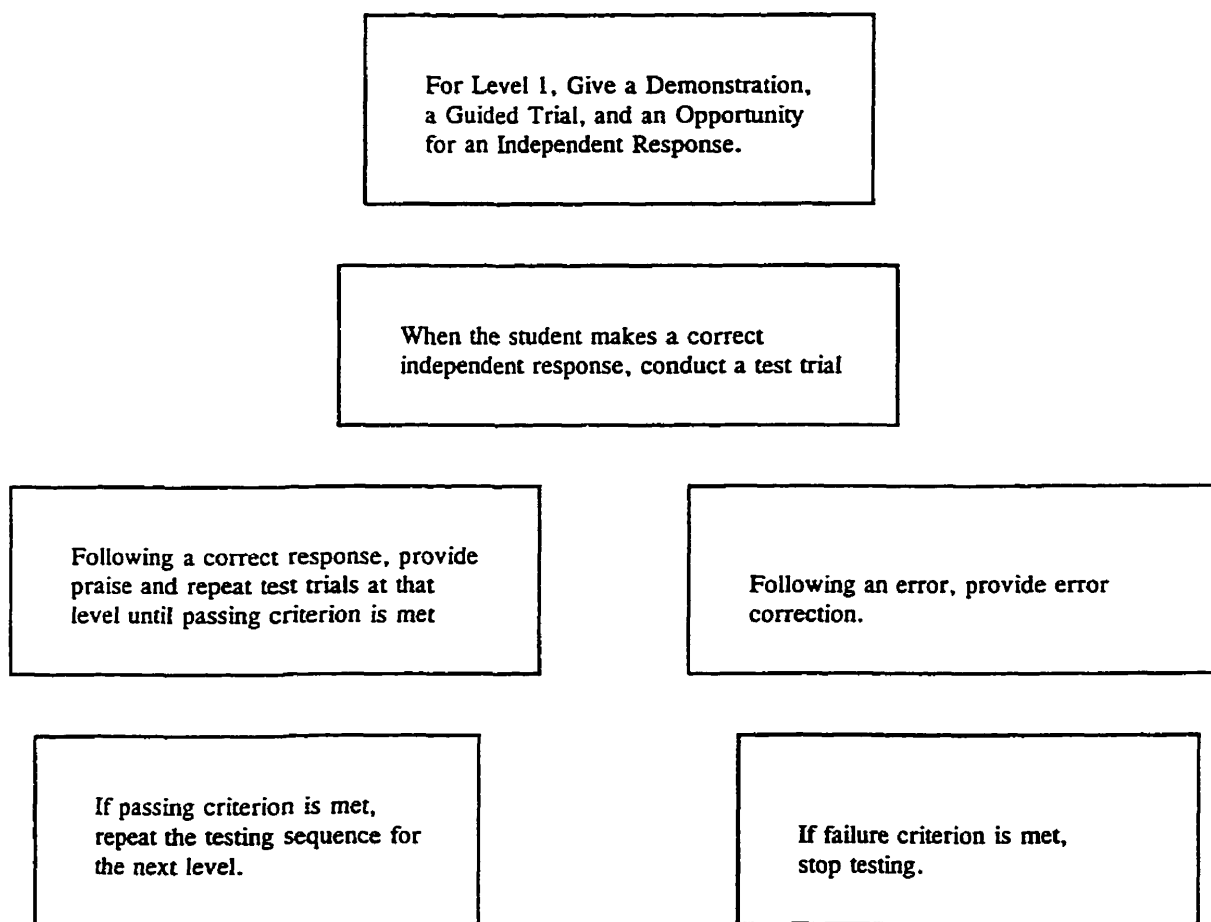 For Level 1, Give a Demonstration,
a Guided Trial, and an Opportunity
for an Independent Response.
When the student makes a correct
independent response, conduct a test trial
Following a correct response, provide
praise and repeat test trials at that
level until passing criterion is met
Following an error, provide error
correction.
If passing criterion is met,
repeat the testing sequence for
the next level.
If failure criterion is met,
stop testing.